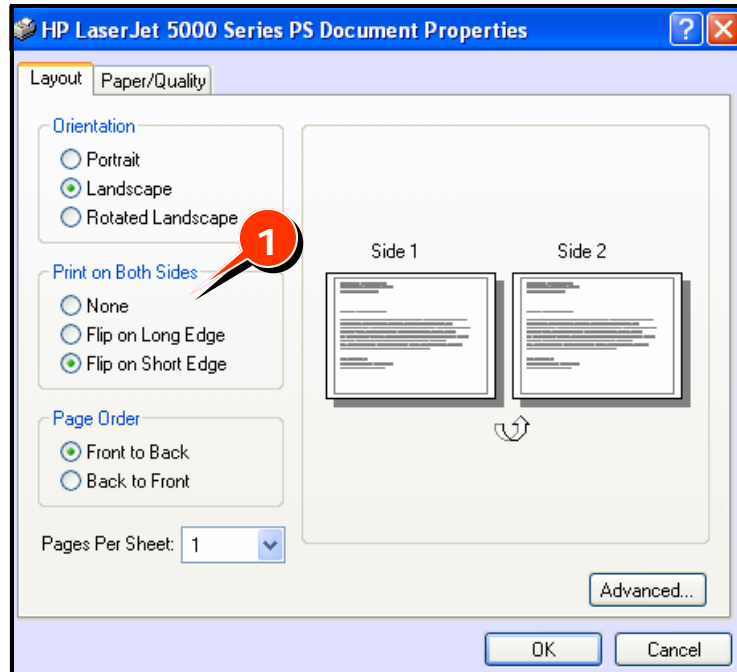 HP LaserJet 5000 Series PS Document Properties
Layout
Paper/Quality
Orientation
Portrait
Landscape
Rotated Landscape
1
Print on Both Sides
None
Flip on Long Edge
Flip on Short Edge
Page Order
Front to Back
Back to Front
Pages Per Sheet: 1
Side 1
Side 2
Advanced...
OK
Cancel